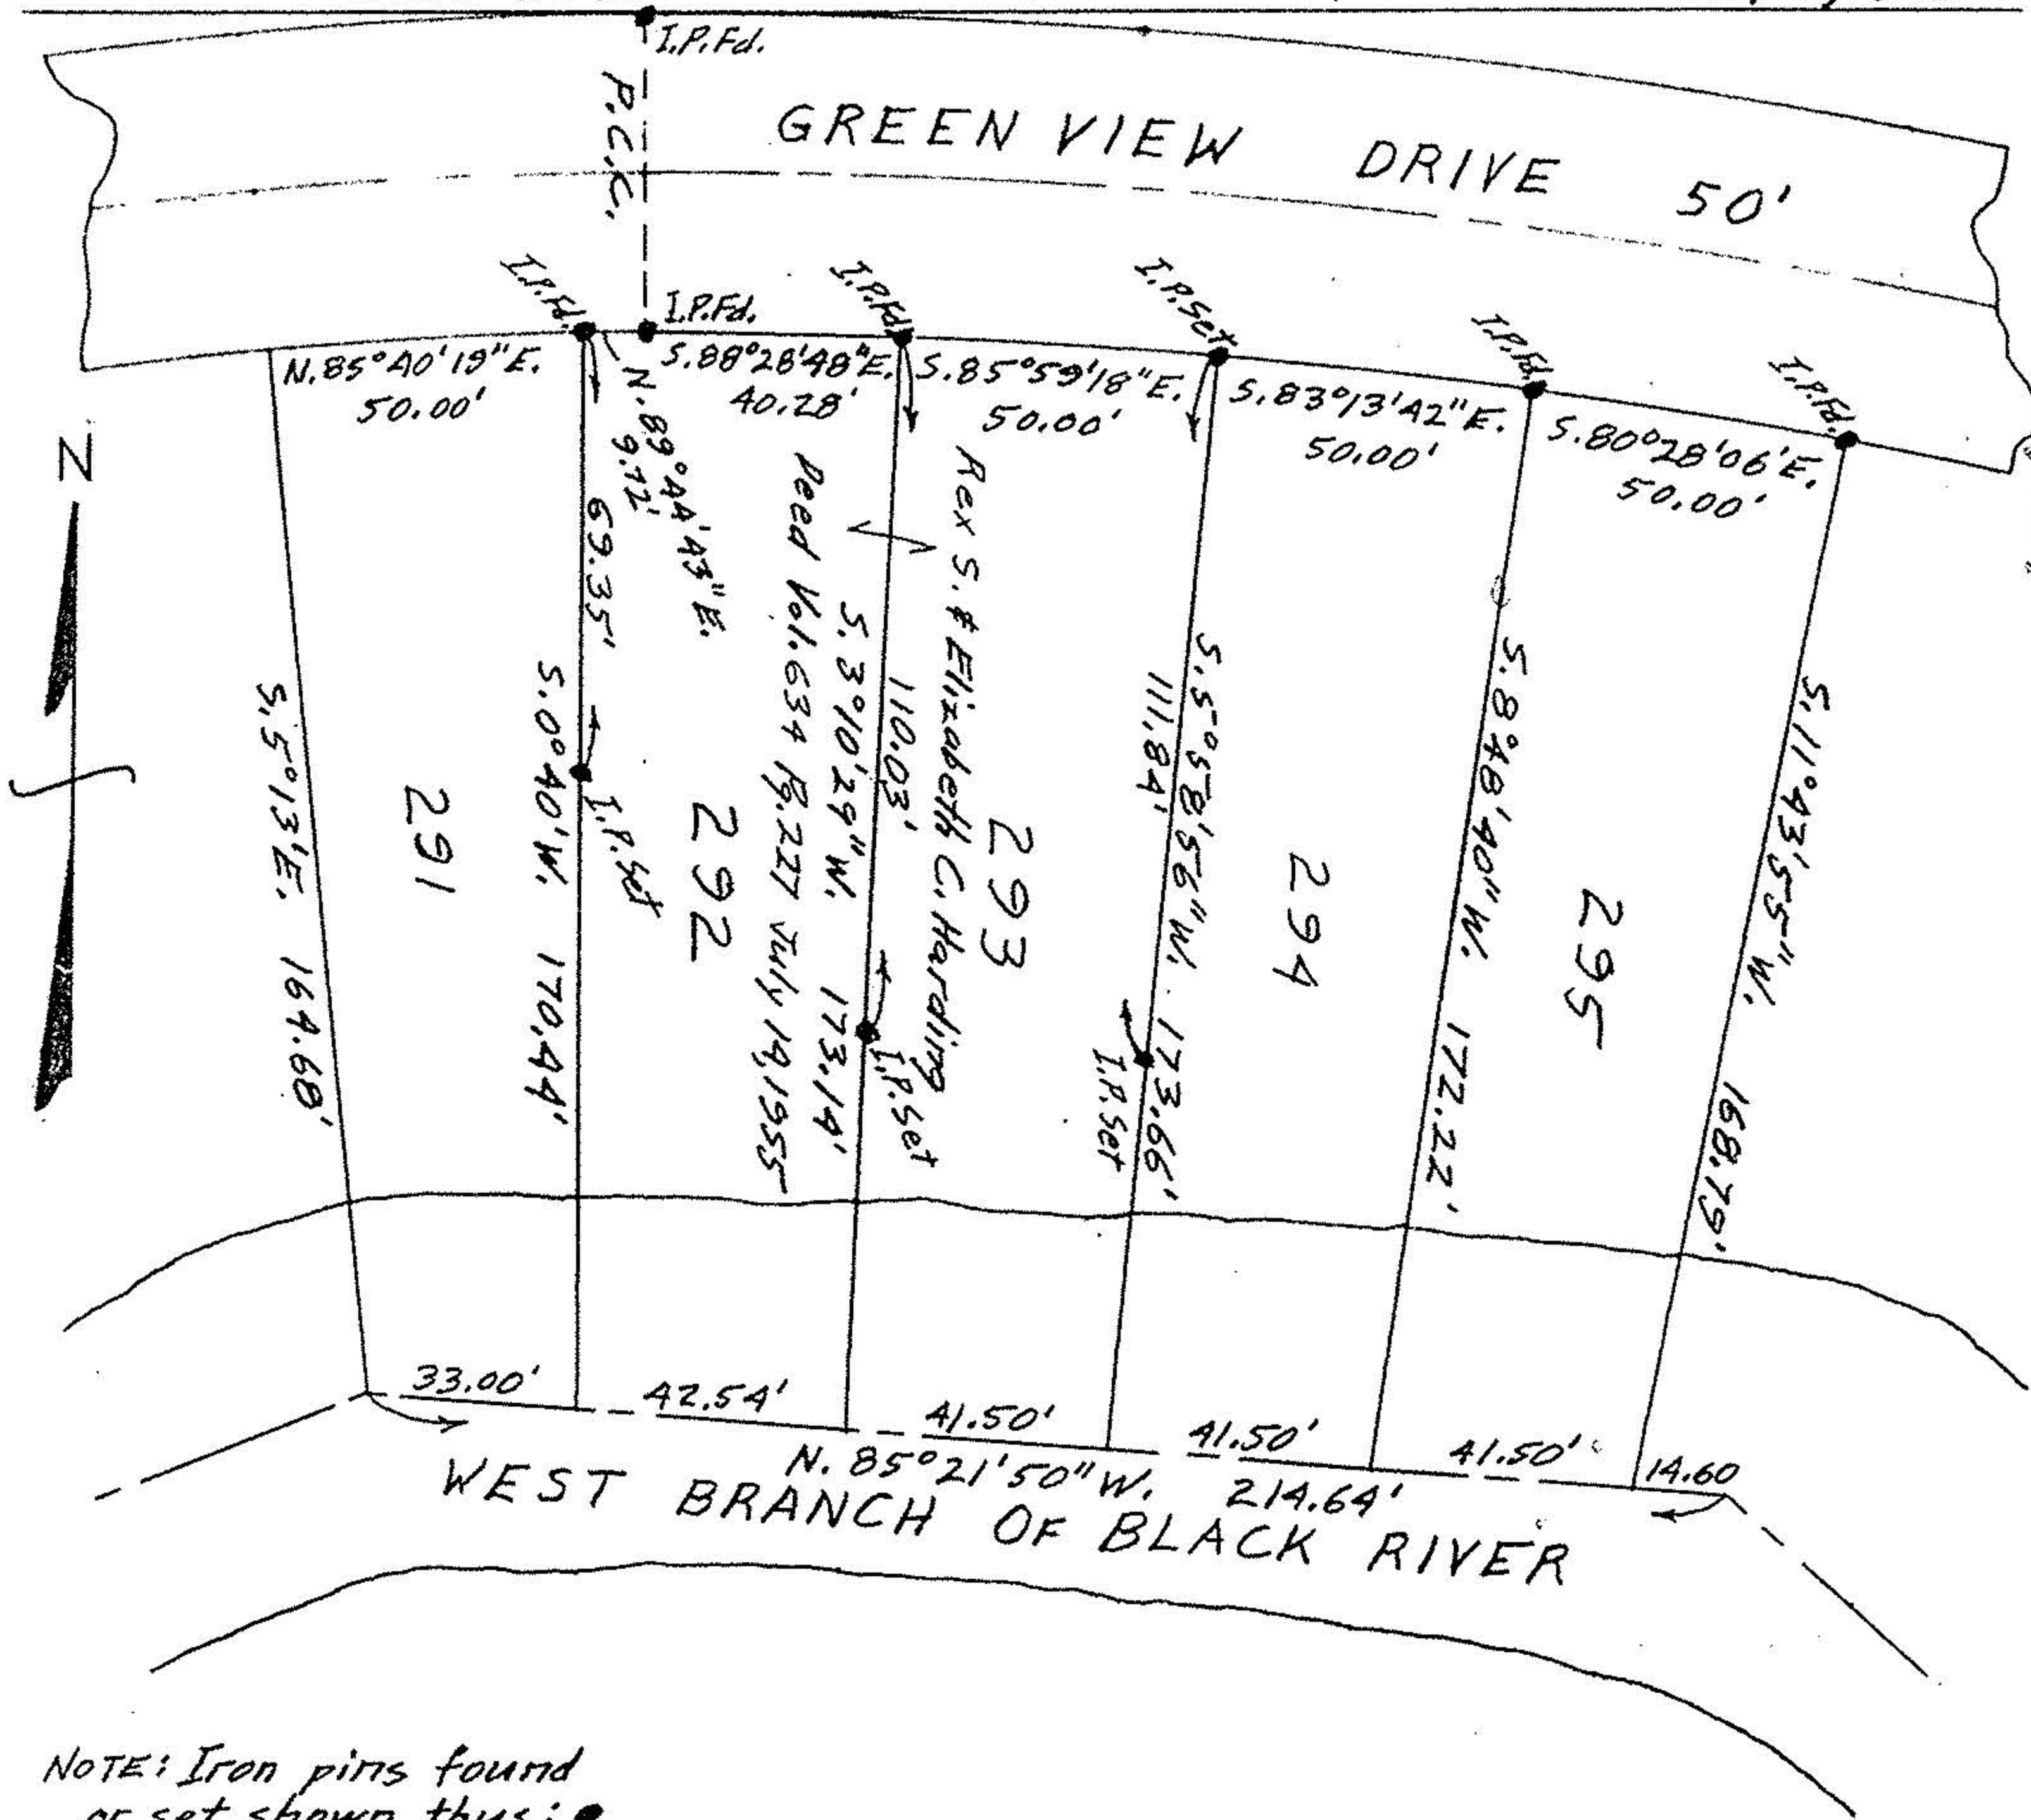 I.P.Fd.
P.C.C.
GREEN VIEW DRIVE 50'
I.P.Fd.
I.P.Fd.
I.P.Fd.
I.P.Set
I.P.Fd.
I.P.Fd.
N.85°40'19"E.
50.00'
N.89°44'43"E.
9.72'
S.88°28'48"E.
40.28'
S.85°59'18"E.
50.00'
S.83°13'42"E.
50.00'
S.80°28'06"E.
50.00'
N
S.5°13'E. 164.68'
291
69.35'
S.0°40'W. 170.44'
I.P.Set
292
Deed Vol.634 Pg.227 July 19,1955
S.3°10'29"W. 173.14'
110.03'
I.P.Set
Rex S. & Elizabeth C. Harding
293
111.84'
S.5°58'56"W. 173.66'
I.P.Set
294
S.8°48'40"W. 172.22'
295
S.11°43'55"W. 168.79'
33.00'
42.54'
41.50'
41.50'
41.50'
14.60
N.85°21'50"W. 214.64'
WEST BRANCH OF BLACK RIVER
NOTE: Iron pins found
or set shown thus: